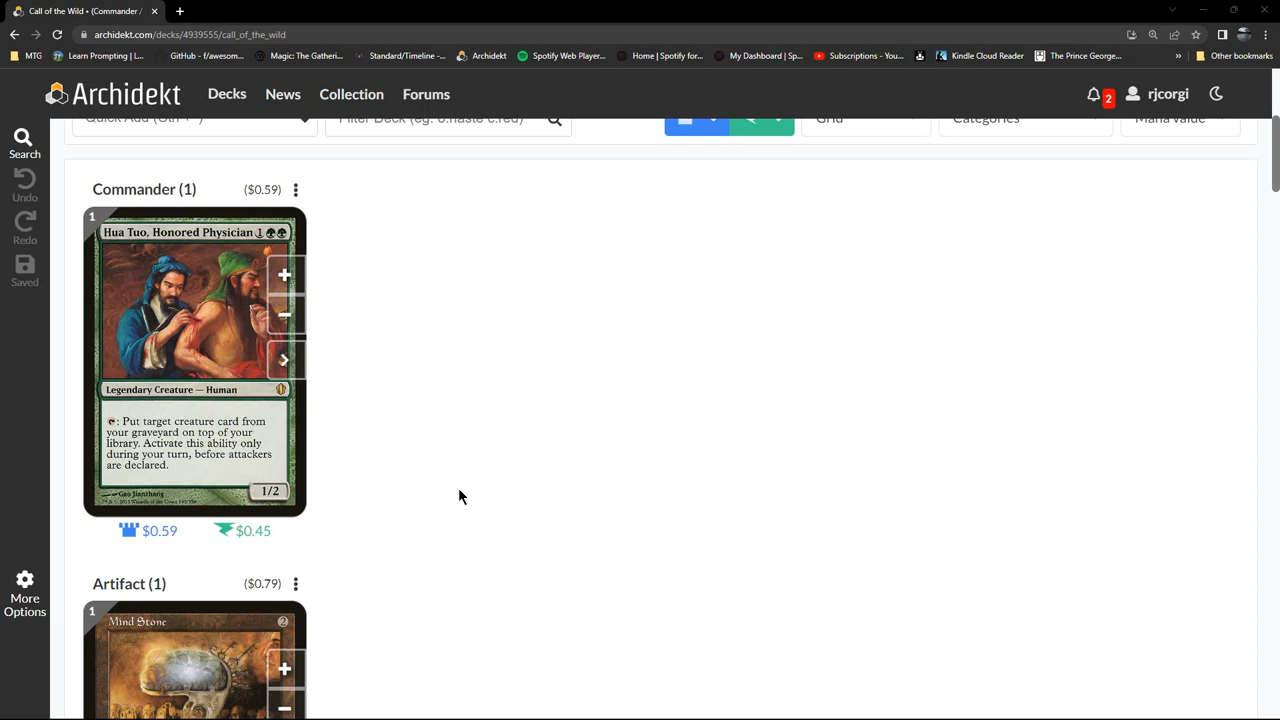 Call of the Wild • (Commander /
archidekt.com/decks/4939555/call_of_the_wild
MTG
Learn Prompting | L...
GitHub - f/awesom...
Magic: The Gatheri...
Standard/Timeline -...
Archidekt
Spotify Web Player...
Home | Spotify for...
My Dashboard | Sp...
Subscriptions - You...
Kindle Cloud Reader
The Prince George...
»
Other bookmarks
Archidekt
Decks
News
Collection
Forums
2
rjcorgi
Search
Undo
Redo
Saved
More
Options
Grid
Categories
Mana value
Commander (1)
($0.59)
1
Hua Tuo, Honored Physician 1
Legendary Creature — Human
: Put target creature card from
your graveyard on top of your
library. Activate this ability only
during your turn, before attackers
are declared.
Gao Jianzhang
1/2
$0.59
$0.45
Artifact (1)
($0.79)
1
Mind Stone
2